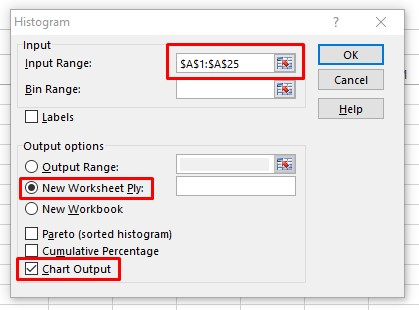 Histogram
?
Input
Input Range:
$A$1:$A$25
OK
Bin Range:
Cancel
Labels
Help
Output options
Output Range:
New Worksheet Ply:
New Workbook
Pareto (sorted histogram)
Cumulative Percentage
Chart Output